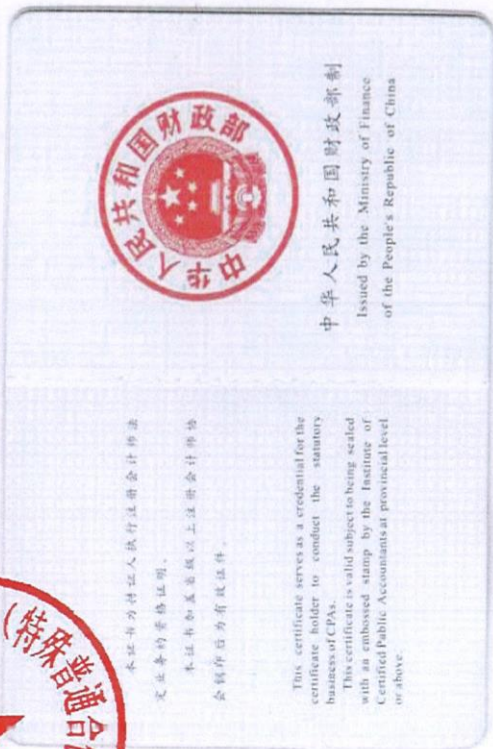 本证书为持证人执行注册会计师法
定业务的资格证明。
本证书加盖省级以上注册会计师协
会钢印后为有效证件。
This certificate serves as a credential for the
certificate holder to conduct the statutory
business of CPAs.
This certificate is valid subject to being sealed
with an embossed stamp by the Institute of
Certified Public Accountants at provincial level
or above.
中华人民共和国财政部
中华人民共和国财政部制
Issued by the Ministry of Finance
of the People's Republic of China
(特殊普通合